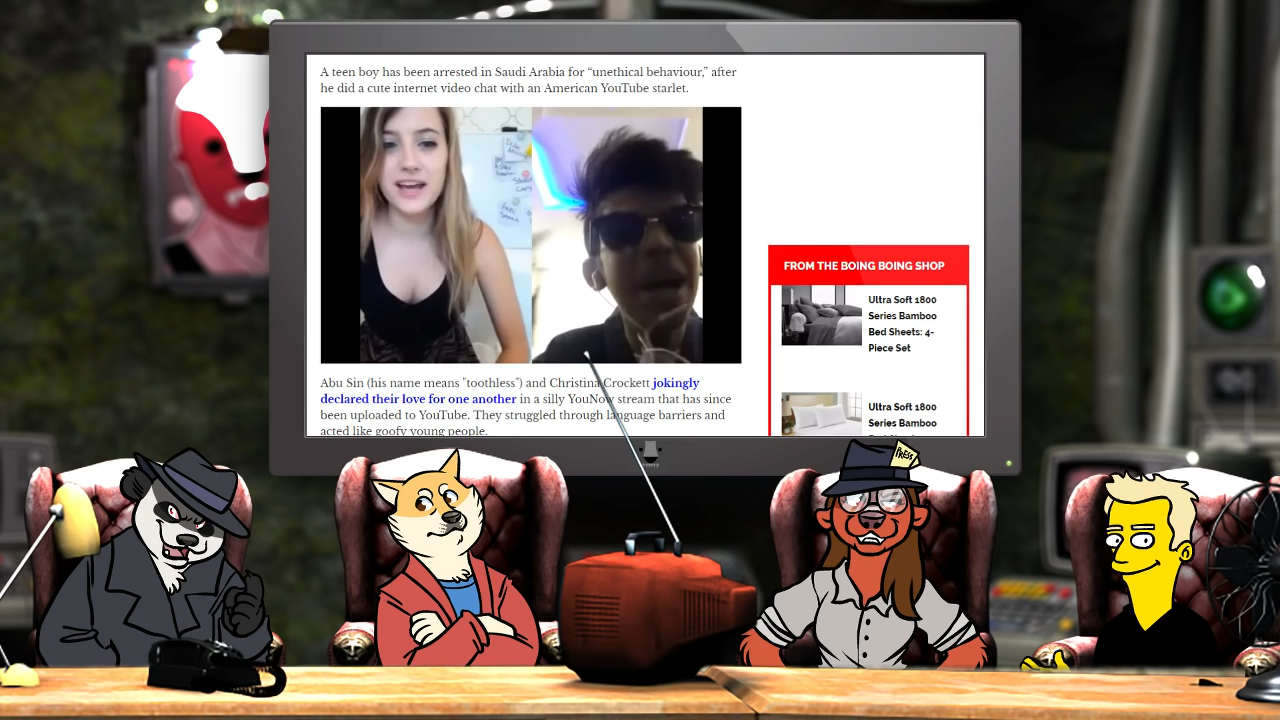 A teen boy has been arrested in Saudi Arabia for “unethical behaviour,” after
he did a cute internet video chat with an American YouTube starlet.
Abu Sin (his name means "toothless") and Christina Crockett jokingly
declared their love for one another in a silly YouNow stream that has since
been uploaded to YouTube. They struggled through language barriers and
acted like goofy young people.
FROM THE BOING BOING SHOP
Ultra Soft 1800
Series Bamboo
Bed Sheets: 4-
Piece Set
Ultra Soft 1800
Series Bamboo
PRESS